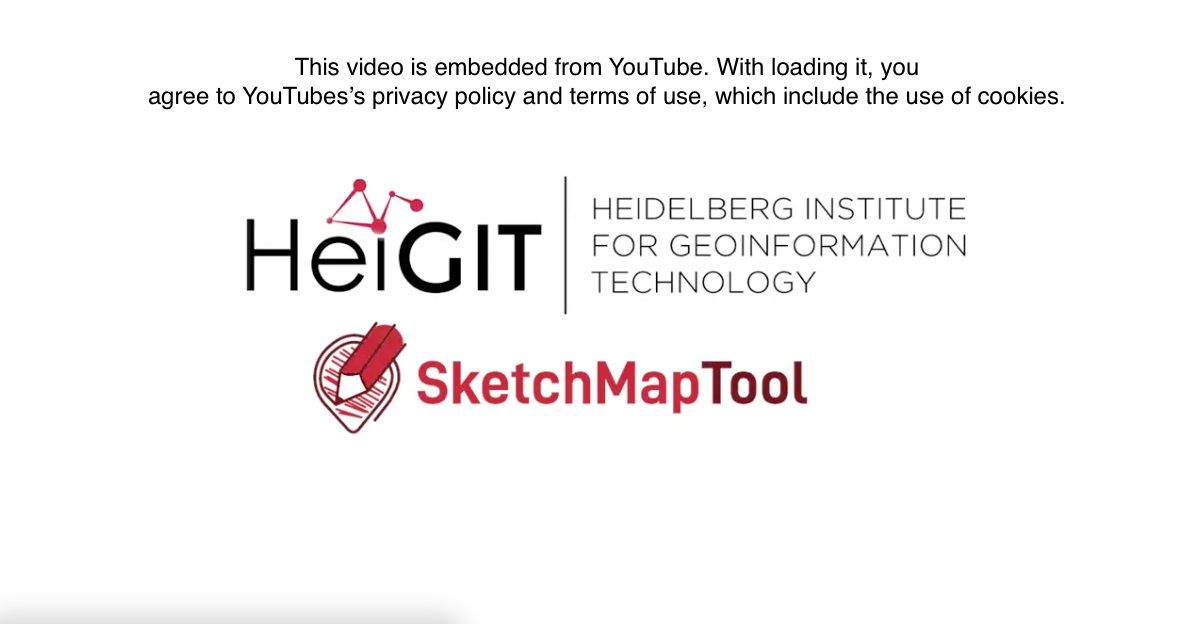 This video is embedded from YouTube. With loading it, you
agree to YouTubes’s privacy policy and terms of use, which include the use of cookies.
HeiGIT
HEIDELBERG INSTITUTE
FOR GEOINFORMATION
TECHNOLOGY
SketchMapTool